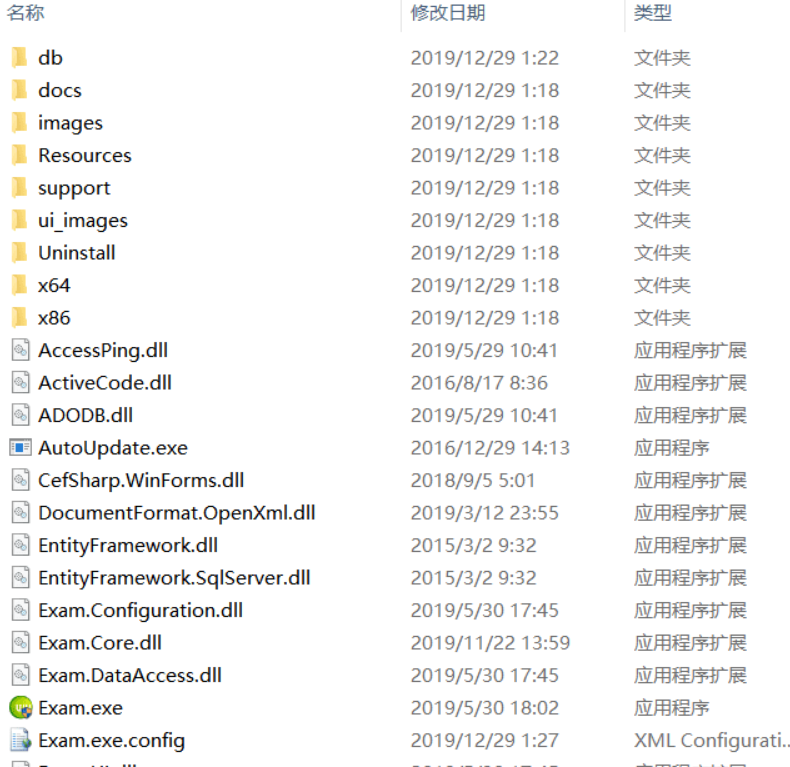 名称 修改日期 类型
db 2019/12/29 1:22 文件夹
docs 2019/12/29 1:18 文件夹
images 2019/12/29 1:18 文件夹
Resources 2019/12/29 1:18 文件夹
support 2019/12/29 1:18 文件夹
ui_images 2019/12/29 1:18 文件夹
Uninstall 2019/12/29 1:18 文件夹
x64 2019/12/29 1:18 文件夹
x86 2019/12/29 1:18 文件夹
AccessPing.dll 2019/5/29 10:41 应用程序扩展
ActiveCode.dll 2016/8/17 8:36 应用程序扩展
ADODB.dll 2019/5/29 10:41 应用程序扩展
AutoUpdate.exe 2016/12/29 14:13 应用程序
CefSharp.WinForms.dll 2018/9/5 5:01 应用程序扩展
DocumentFormat.OpenXml.dll 2019/3/12 23:55 应用程序扩展
EntityFramework.dll 2015/3/2 9:32 应用程序扩展
EntityFramework.SqlServer.dll 2015/3/2 9:32 应用程序扩展
Exam.Configuration.dll 2019/5/30 17:45 应用程序扩展
Exam.Core.dll 2019/11/22 13:59 应用程序扩展
Exam.DataAccess.dll 2019/5/30 17:45 应用程序扩展
Exam.exe 2019/5/30 18:02 应用程序
Exam.exe.config 2019/12/29 1:27 XML Configurati...